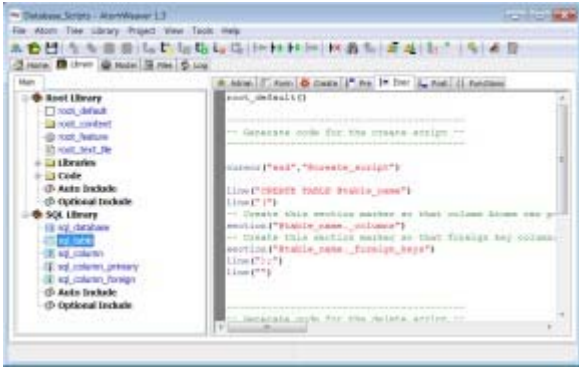 Database_Scripts - AtomWeaver 1.3
File Atom Tree Library Project View Tools Help
Home Library Model Files Log
Main
Root Library
root_default
root_context
root_feature
root_text_file
Libraries
Code
Auto Include
Optional Include
SQL Library
sql_database
sql_table
sql_column
sql_column_primary
sql_column_foreign
Auto Include
Optional Include
Admin Form Create Pre Exec Post Functions
root_default()
-- Generate code for the create script --
cursor("end","@create_script")
line("CREATE TABLE $table_name")
line("(")
-- Create this section marker so that column Atoms can p
section("@table_name._columns")
-- Create this section marker so that foreign key column
section("@table_name._foreign_keys")
line(");")
line("")
-- Generate code for the delete script --